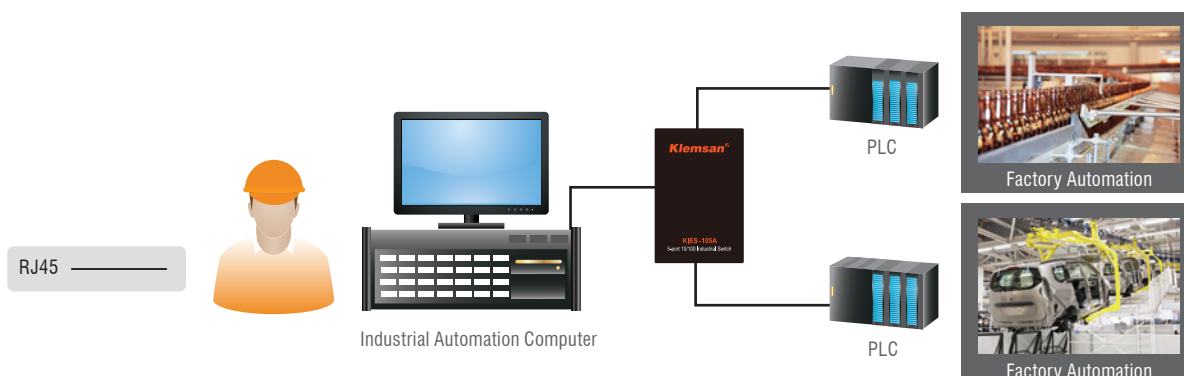 RJ45
Industrial Automation Computer
Klemsan®
KIES-105A
5-port 10/100 Industrial Switch
PLC
Factory Automation
PLC
Factory Automation